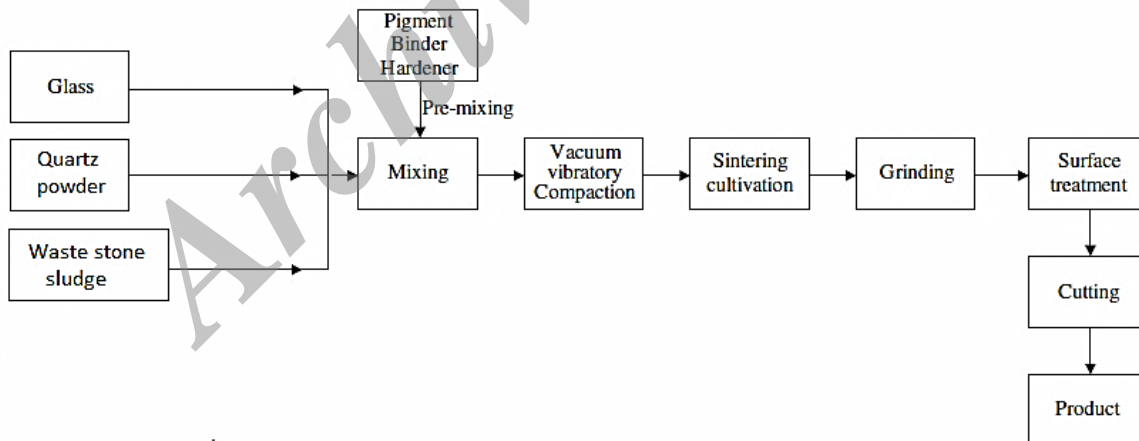 Pigment
Binder
Hardener
Glass
Pre-mixing
Quartz
powder
Mixing
Vacuum
vibratory
Compaction
Sintering
cultivation
Grinding
Surface
treatment
Waste stone
sludge
Cutting
Product